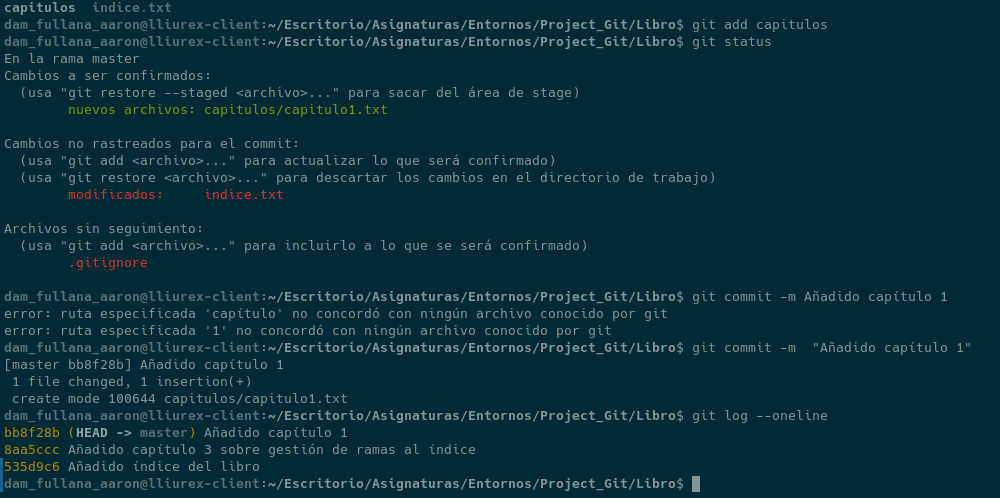 capitulos  indice.txt
dam_fullana_aaron@lliurex-client:~/Escritorio/Asignaturas/Entornos/Project_Git/Libro$ git add capitulos
dam_fullana_aaron@lliurex-client:~/Escritorio/Asignaturas/Entornos/Project_Git/Libro$ git status
En la rama master
Cambios a ser confirmados:
  (usa "git restore --staged <archivo>..." para sacar del área de stage)
        nuevos archivos: capitulos/capitulo1.txt

Cambios no rastreados para el commit:
  (usa "git add <archivo>..." para actualizar lo que será confirmado)
  (usa "git restore <archivo>..." para descartar los cambios en el directorio de trabajo)
        modificados:     indice.txt

Archivos sin seguimiento:
  (usa "git add <archivo>..." para incluirlo a lo que se será confirmado)
        .gitignore

dam_fullana_aaron@lliurex-client:~/Escritorio/Asignaturas/Entornos/Project_Git/Libro$ git commit -m Añadido capítulo 1
error: ruta especificada 'capítulo' no concordó con ningún archivo conocido por git
error: ruta especificada '1' no concordó con ningún archivo conocido por git
dam_fullana_aaron@lliurex-client:~/Escritorio/Asignaturas/Entornos/Project_Git/Libro$ git commit -m  "Añadido capítulo 1"
[master bb8f28b] Añadido capítulo 1
 1 file changed, 1 insertion(+)
 create mode 100644 capitulos/capitulo1.txt
dam_fullana_aaron@lliurex-client:~/Escritorio/Asignaturas/Entornos/Project_Git/Libro$ git log --oneline
bb8f28b (HEAD -> master) Añadido capítulo 1
8aa5ccc Añadido capítulo 3 sobre gestión de ramas al índice
535d9c6 Añadido índice del libro
dam_fullana_aaron@lliurex-client:~/Escritorio/Asignaturas/Entornos/Project_Git/Libro$